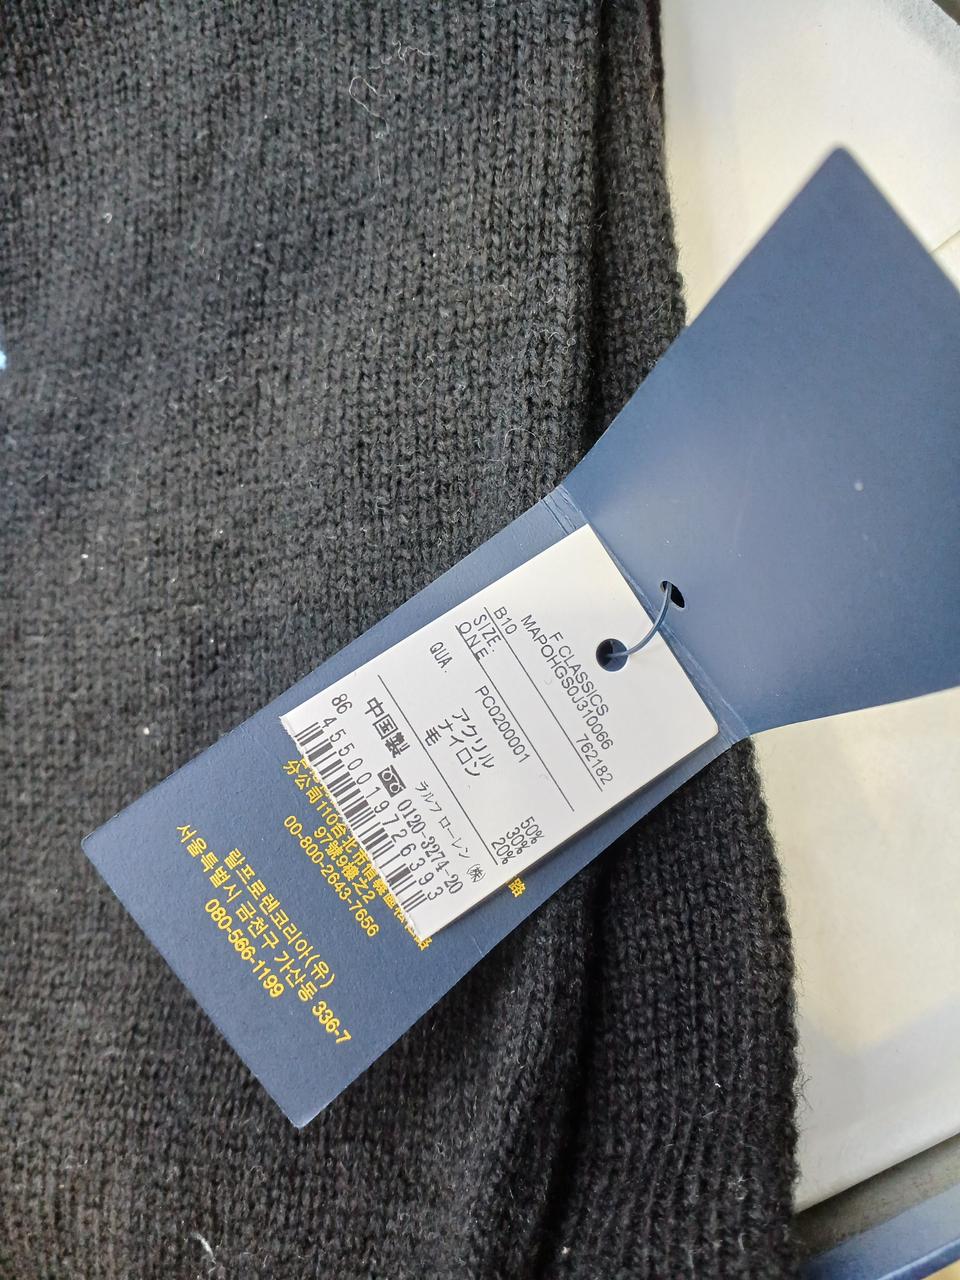 F.CLASSICS
MAPOHGS0J310066
B10 762182
SIZE
ONE
PC0200001
QUA.
アクリル 50%
ナイロン 30%
毛 20%
中国製
ラルフ ローレン (株)
0120-3274-20
86
4550019726393
路
分公司110台北市信義區松仁路
97號9樓之2
00-800-2643-7656
랄프로렌코리아(유)
서울특별시 금천구 가산동 336-7
080-566-1199